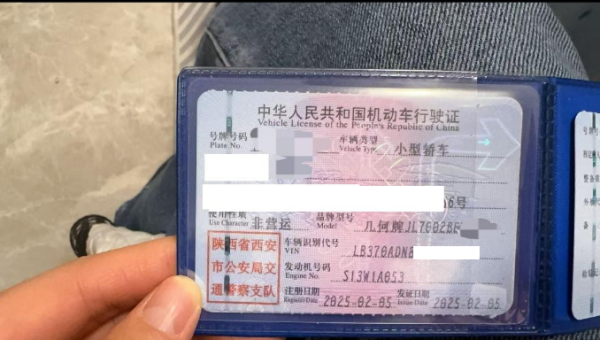 中华人民共和国机动车行驶证
Vehicle License of the People's Republic of China
号牌号码
Plate No.
车辆类型
Vehicle Type
小型轿车
6号
使用性质
Use Character
非营运
品牌型号
Model
几何牌JL7002BE
车辆识别代号
VIN
LB370ADN
发动机号码
Engine No.
S13W1A053
注册日期
Register Date
2025-02-05
发证日期
Issue Date
2025-02-05
陕西省西安
市公安局交
通警察支队